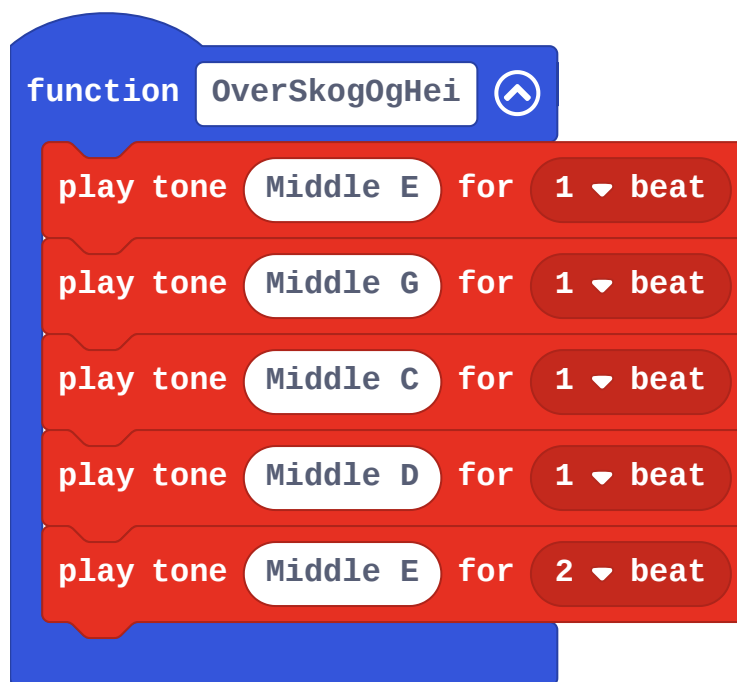 function OverSkogOgHei
play tone Middle E for 1 beat
play tone Middle G for 1 beat
play tone Middle C for 1 beat
play tone Middle D for 1 beat
play tone Middle E for 2 beat